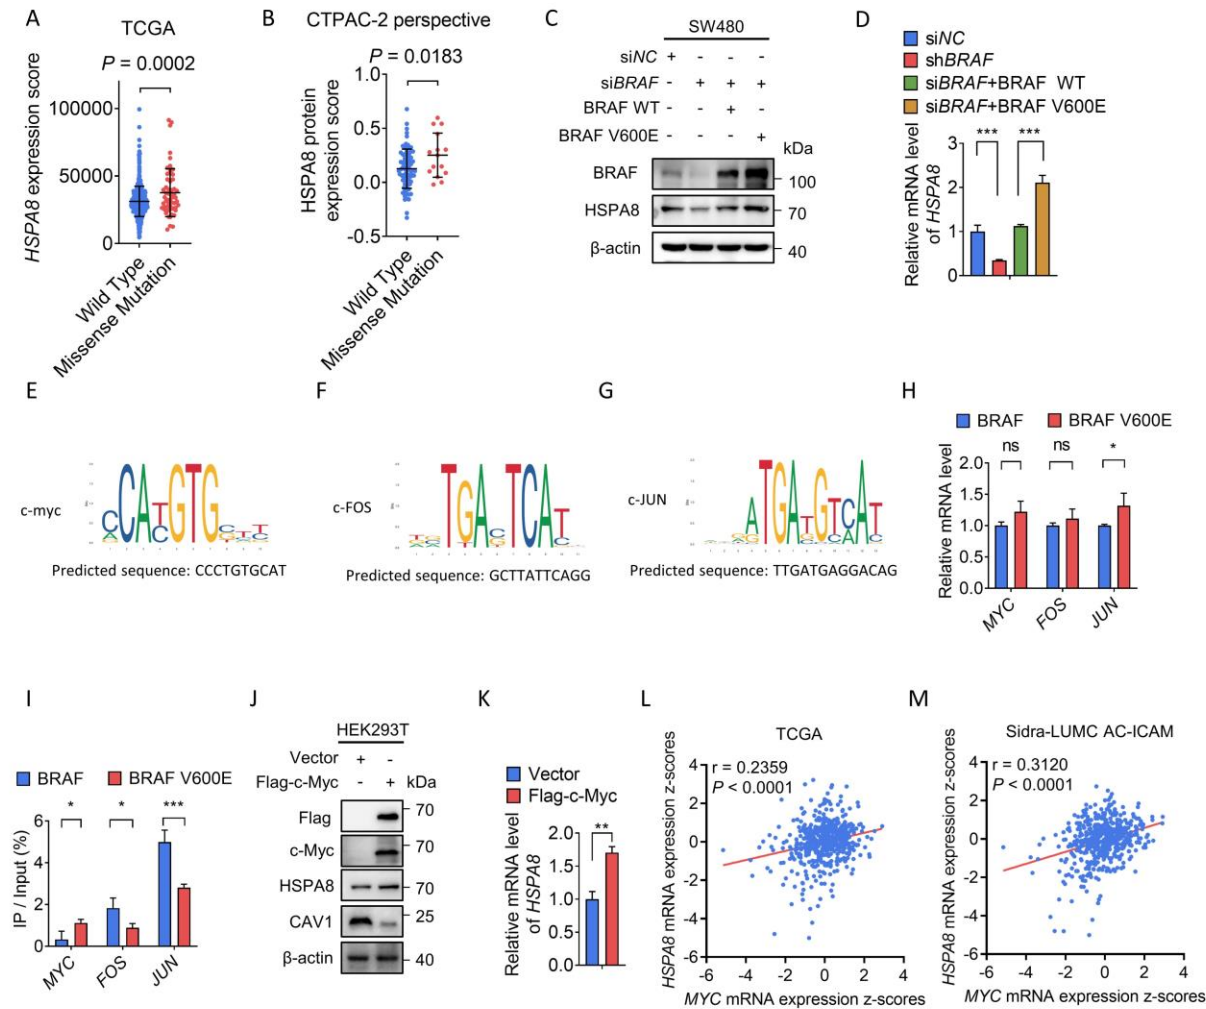 A
TCGA
P = 0.0002
HSPA8 expression score
100000
50000
0
Wild Type
Missense Mutation
B
CTPAC-2 perspective
P = 0.0183
HSPA8 protein
expression score
1.0
0.5
0.0
-0.5
Wild Type
Missense Mutation
C
SW480
siNC + - - -
siBRAF - + + +
BRAF WT - - + -
BRAF V600E - - - +
kDa
BRAF 100
HSPA8 70
β-actin 40
D
siNC
shBRAF
siBRAF+BRAF WT
siBRAF+BRAF V600E
Relative mRNA level
of HSPA8
3
2
1
0
*** ***
E
c-myc
CCACGTG
Predicted sequence: CCCTGTGCAT
F
c-FOS
TGAGTCAT
Predicted sequence: GCTTATTCAGG
G
c-JUN
ATGATGTCAT
Predicted sequence: TTGATGAGGACAG
H
BRAF BRAF V600E
Relative mRNA level
2.0
1.5
1.0
0.5
0.0
ns ns *
MYC FOS JUN
I
BRAF BRAF V600E
IP / Input (%)
6
4
2
0
* * ***
MYC FOS JUN
J
HEK293T
Vector + -
Flag-c-Myc - + kDa
Flag 70
c-Myc 70
HSPA8 70
CAV1 25
β-actin 40
K
Vector
Flag-c-Myc
Relative mRNA level
of HSPA8
2.0
1.5
1.0
0.5
0.0
**
L
TCGA
r = 0.2359
P < 0.0001
HSPA8 mRNA expression z-scores
4
2
0
-2
-4
-6
-6 -4 -2 0 2 4
MYC mRNA expression z-scores
M
Sidra-LUMC AC-ICAM
r = 0.3120
P < 0.0001
HSPA8 mRNA expression z-scores
4
2
0
-2
-4
-6
-6 -4 -2 0 2 4
MYC mRNA expression z-scores